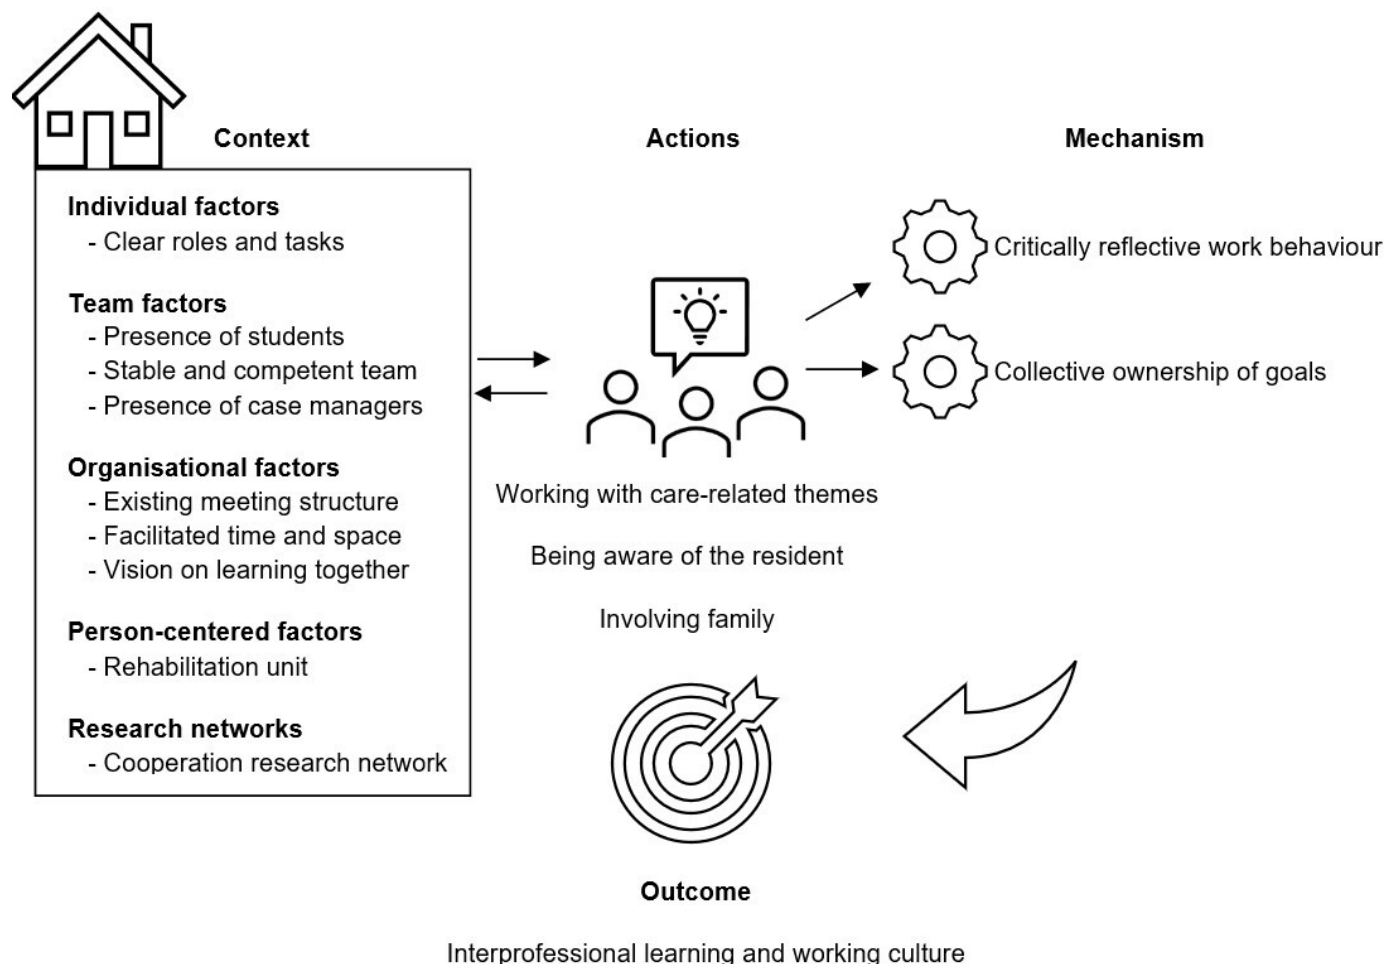 Context
Individual factors
- Clear roles and tasks
Team factors
- Presence of students
- Stable and competent team
- Presence of case managers
Organisational factors
- Existing meeting structure
- Facilitated time and space
- Vision on learning together
Person-centered factors
- Rehabilitation unit
Research networks
- Cooperation research network
Actions
Working with care-related themes
Being aware of the resident
Involving family
Mechanism
Critically reflective work behaviour
Collective ownership of goals
Outcome
Interprofessional learning and working culture